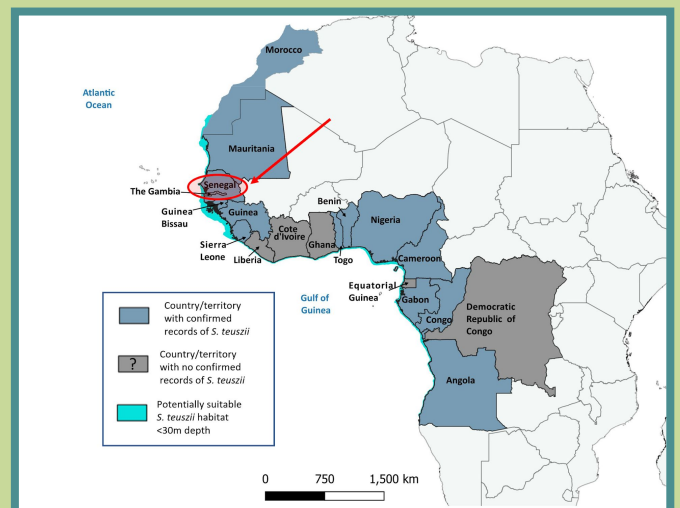 Morocco
Atlantic
Ocean
Mauritania
Senegal
The Gambia
Guinea
Bissau
Guinea
Sierra
Leone
Liberia
Cote
d'Ivoire
Ghana
Togo
Benin
Nigeria
Cameroon
Equatorial
Guinea
Gulf of
Guinea
Gabon
Congo
Democratic
Republic of
Congo
Angola
Country/territory
with confirmed
records of S. teuszii
?
Country/territory
with no confirmed
records of S. teuszii
Potentially suitable
S. teuszii habitat
<30m depth
0 750 1,500 km